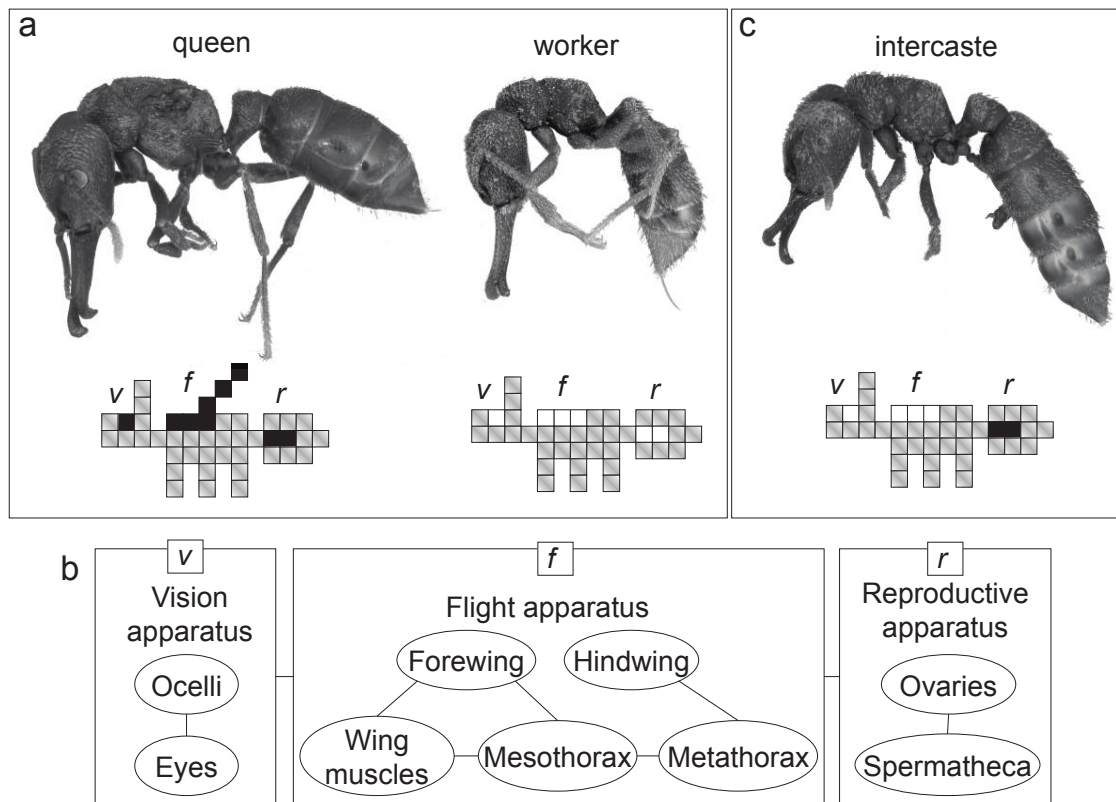 a
queen
worker
v
f
r
v
f
r
c
intercaste
v
f
r
b
v
Vision
apparatus
Ocelli
Eyes
f
Flight apparatus
Forewing
Hindwing
Wing
muscles
Mesothorax
Metathorax
r
Reproductive
apparatus
Ovaries
Spermatheca